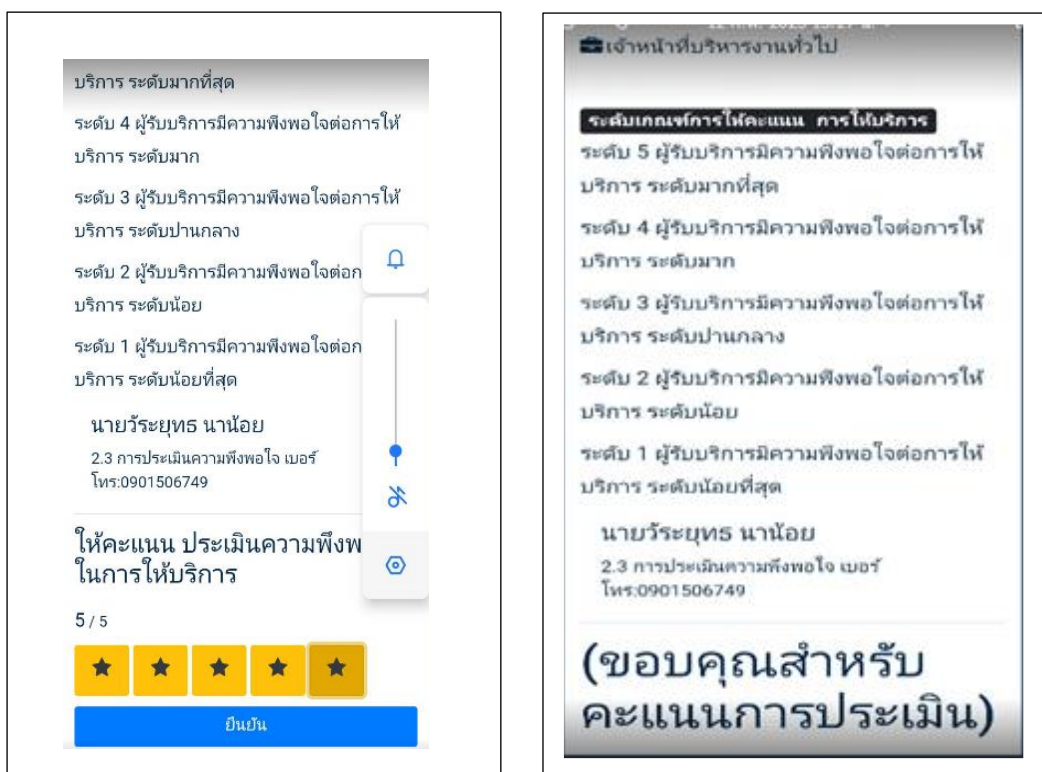 บริการ ระดับมากที่สุด
ระดับ 4 ผู้รับบริการมีความพึงพอใจต่อการให้
บริการ ระดับมาก
ระดับ 3 ผู้รับบริการมีความพึงพอใจต่อการให้
บริการ ระดับปานกลาง
ระดับ 2 ผู้รับบริการมีความพึงพอใจต่อก
บริการ ระดับน้อย
ระดับ 1 ผู้รับบริการมีความพึงพอใจต่อก
บริการ ระดับน้อยที่สุด
นายวัระยุทธ นาน้อย
2.3 การประเมินความพึงพอใจ เบอร์
โทร:0901506749
ให้คะแนน ประเมินความพึงพ
ในการให้บริการ
5 / 5
ยืนยัน
เจ้าหน้าที่บริหารงานทั่วไป
ระดับเกณฑ์การให้คะแนน การให้บริการ
ระดับ 5 ผู้รับบริการมีความพึงพอใจต่อการให้
บริการ ระดับมากที่สุด
ระดับ 4 ผู้รับบริการมีความพึงพอใจต่อการให้
บริการ ระดับมาก
ระดับ 3 ผู้รับบริการมีความพึงพอใจต่อการให้
บริการ ระดับปานกลาง
ระดับ 2 ผู้รับบริการมีความพึงพอใจต่อการให้
บริการ ระดับน้อย
ระดับ 1 ผู้รับบริการมีความพึงพอใจต่อการให้
บริการ ระดับน้อยที่สุด
นายวัระยุทธ นาน้อย
2.3 การประเมินความพึงพอใจ เบอร์
โทร:0901506749
(ขอบคุณสำหรับ
คะแนนการประเมิน)